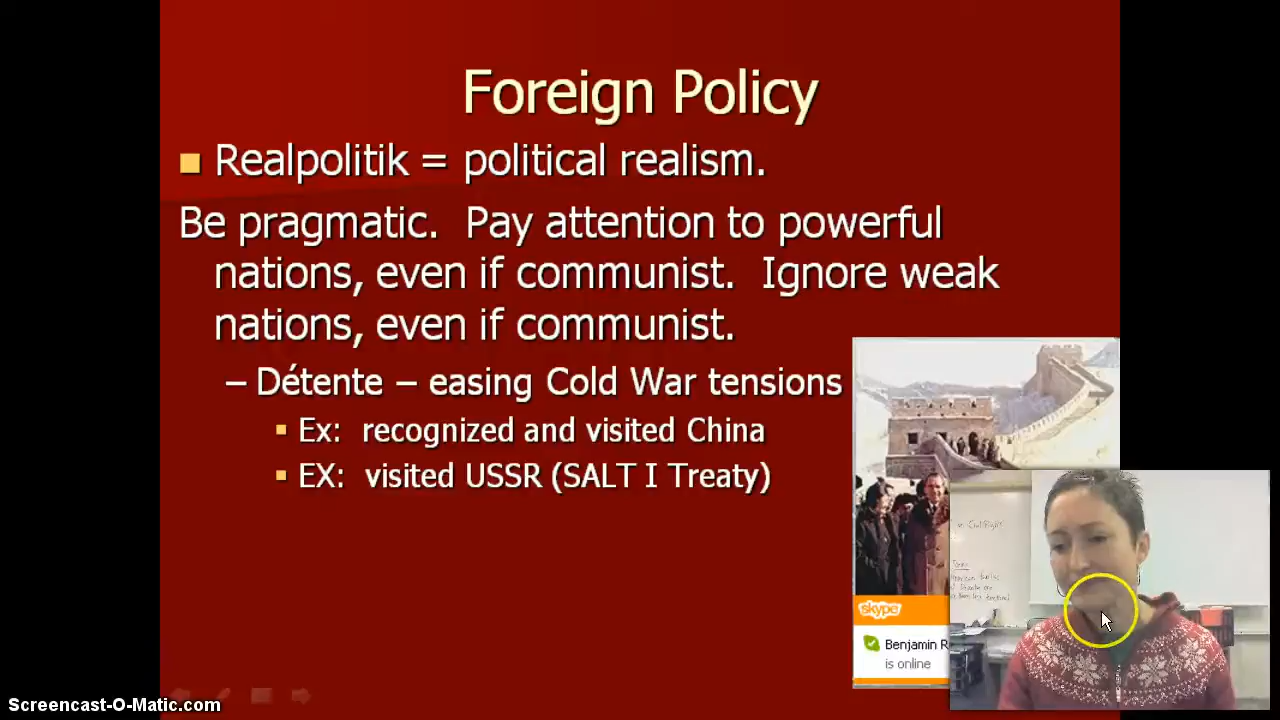 Foreign Policy
Realpolitik = political realism.
Be pragmatic. Pay attention to powerful
nations, even if communist. Ignore weak
nations, even if communist.
– Détente – easing Cold War tensions
Ex: recognized and visited China
EX: visited USSR (SALT I Treaty)
skype
Benjamin R
is online
Civil Rights
Screencast-O-Matic.com